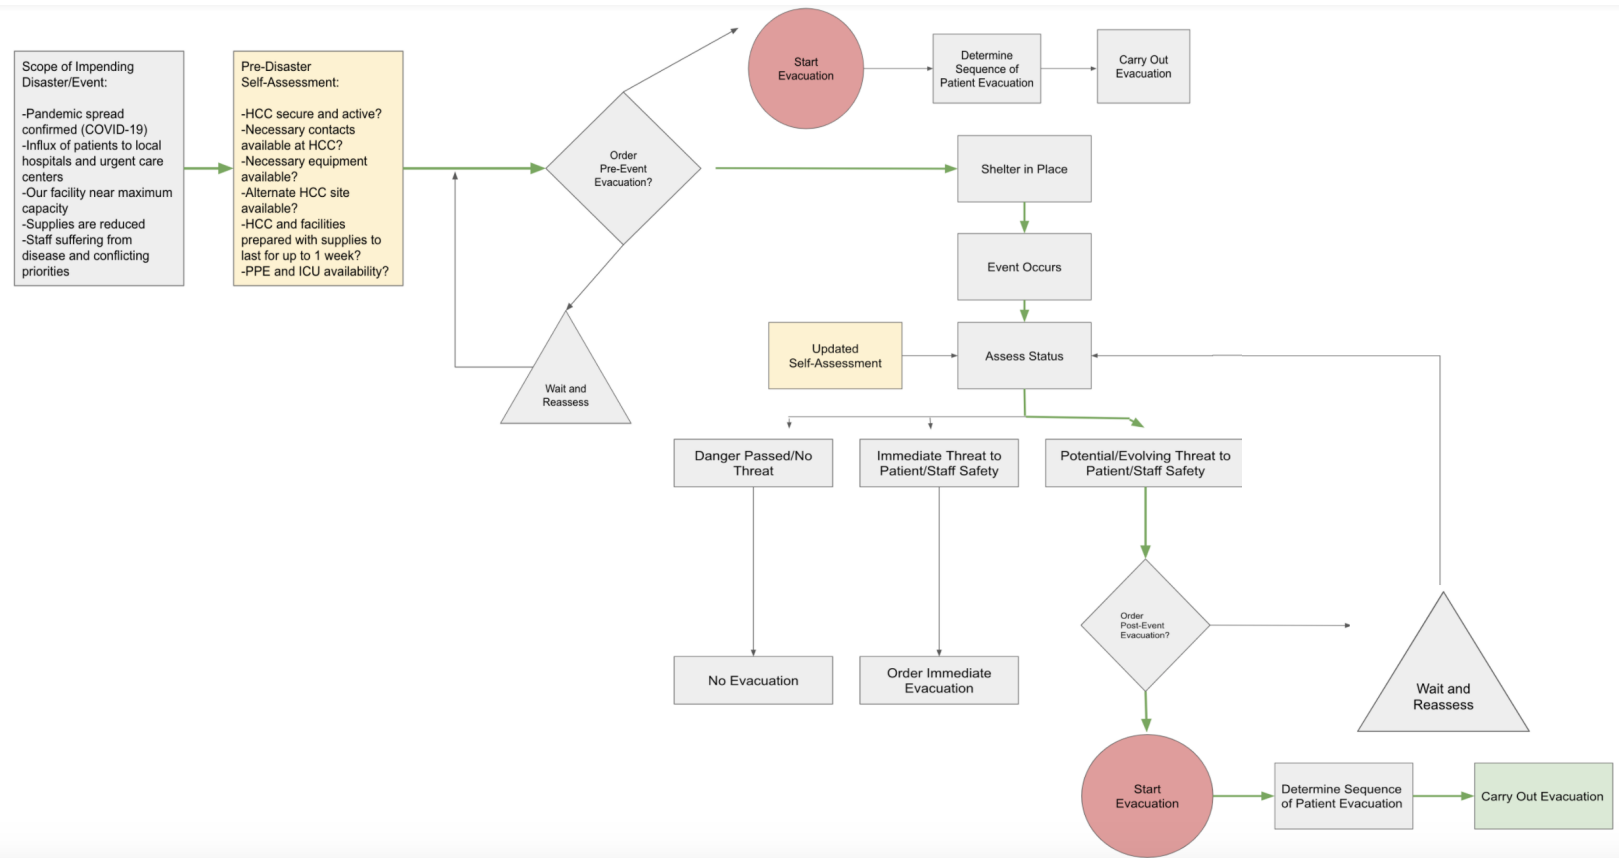 Scope of Impending
Disaster/Event:
-Pandemic spread
confirmed (COVID-19)
-Influx of patients to local
hospitals and urgent care
centers
-Our facility near maximum
capacity
-Supplies are reduced
-Staff suffering from
disease and conflicting
priorities
Pre-Disaster
Self-Assessment:
-HCC secure and active?
-Necessary contacts
available at HCC?
-Necessary equipment
available?
-Alternate HCC site
available?
-HCC and facilities
prepared with supplies to
last for up to 1 week?
-PPE and ICU availability?
Order
Pre-Event
Evacuation?
Wait and
Reassess
Start
Evacuation
Determine
Sequence of
Patient Evacuation
Carry Out
Evacuation
Shelter in Place
Event Occurs
Updated
Self-Assessment
Assess Status
Danger Passed/No
Threat
Immediate Threat to
Patient/Staff Safety
Potential/Evolving Threat to
Patient/Staff Safety
No Evacuation
Order Immediate
Evacuation
Order
Post-Event
Evacuation?
Wait and
Reassess
Start
Evacuation
Determine Sequence
of Patient Evacuation
Carry Out Evacuation